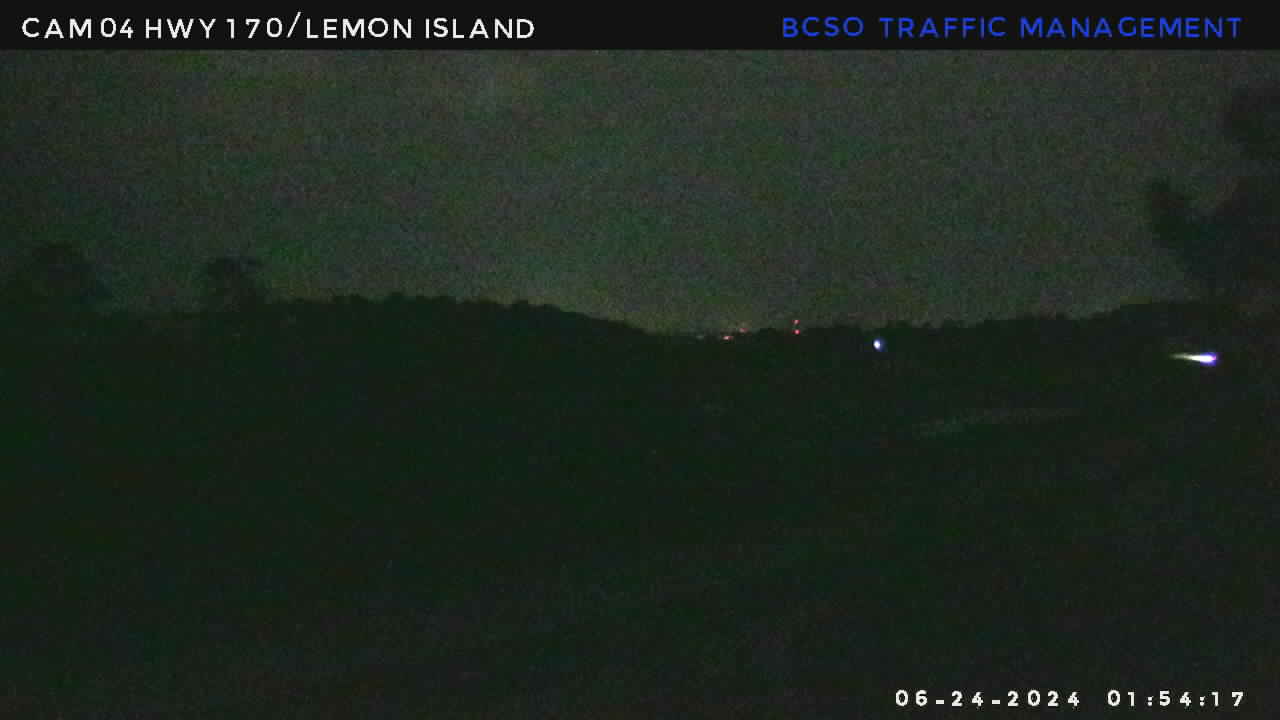 CAM 04 HWY 170/LEMON ISLAND
BCSO TRAFFIC MANAGEMENT
06-24-2024 01:54:17